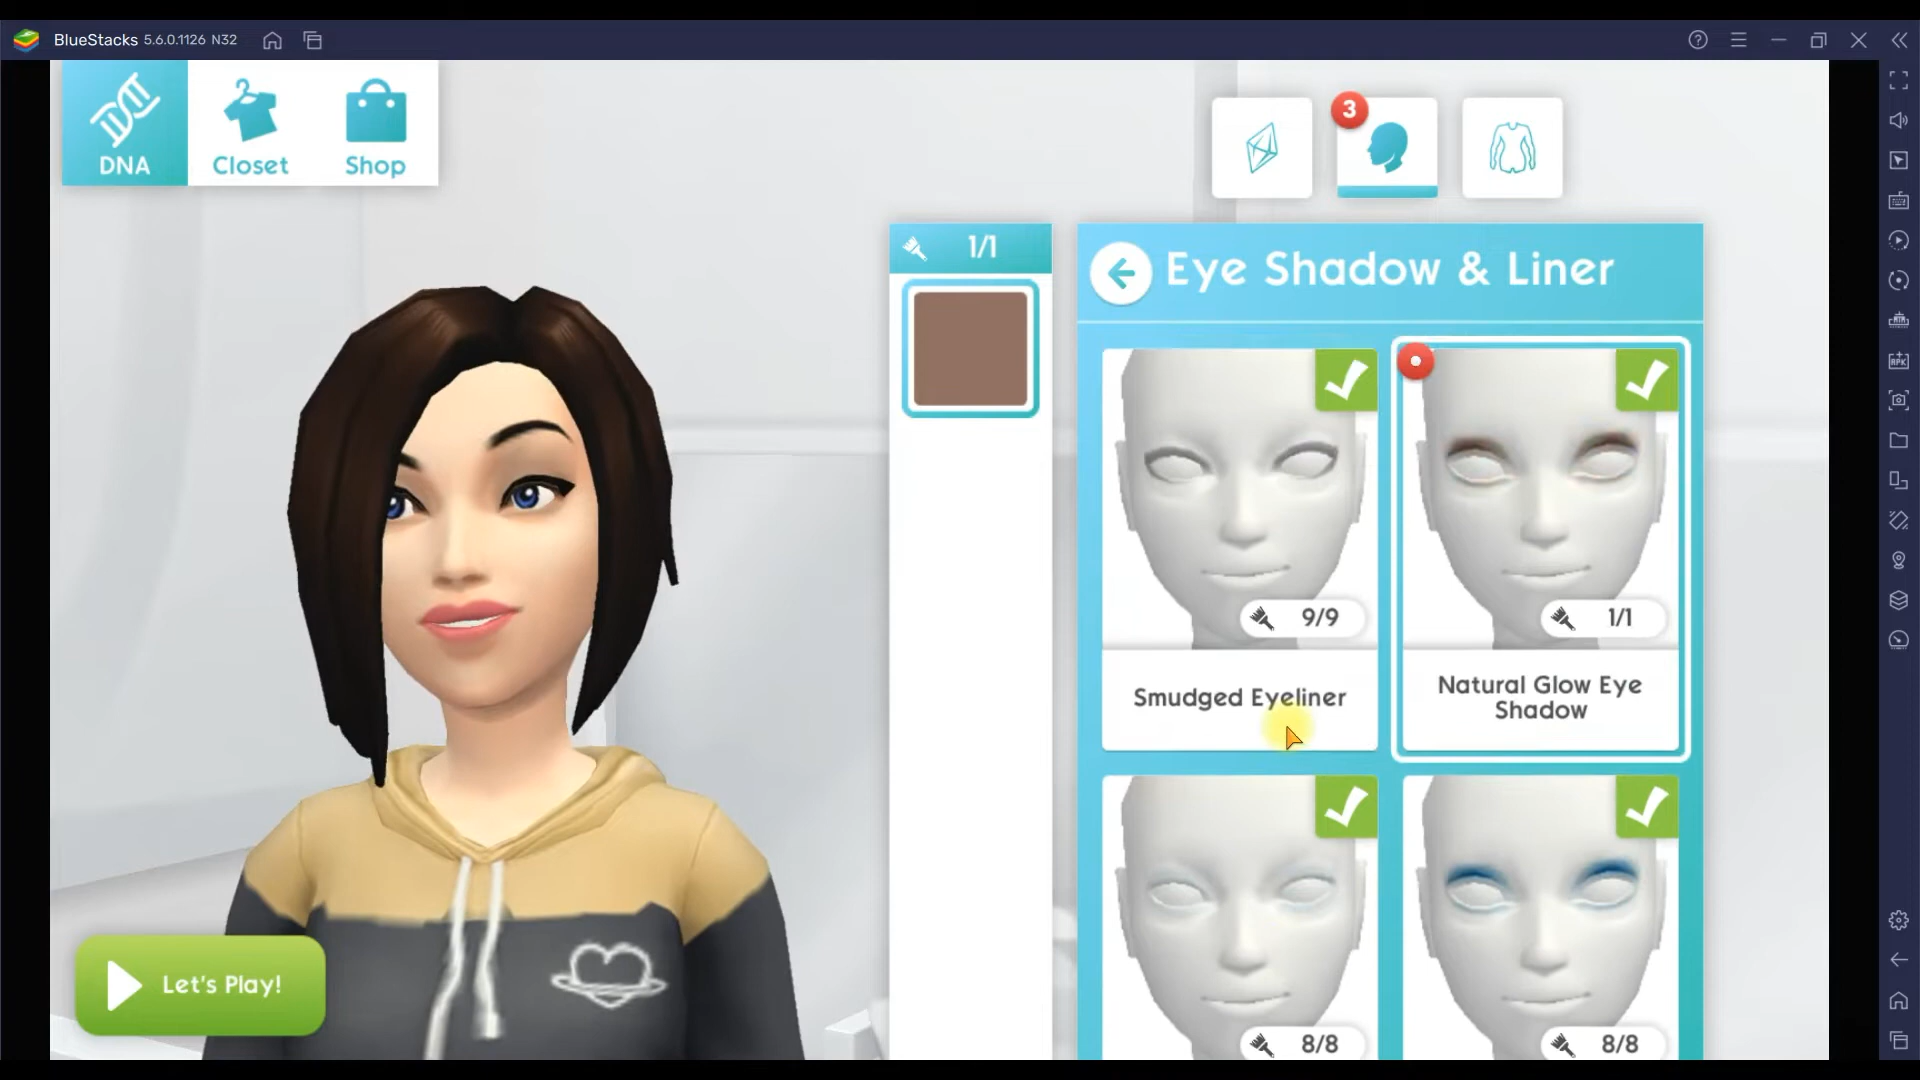 BlueStacks 5.6.0.1126 N32
DNA
Closet
Shop
3
1/1
Eye Shadow & Liner
9/9
Smudged Eyeliner
1/1
Natural Glow Eye
Shadow
8/8
8/8
Let's Play!